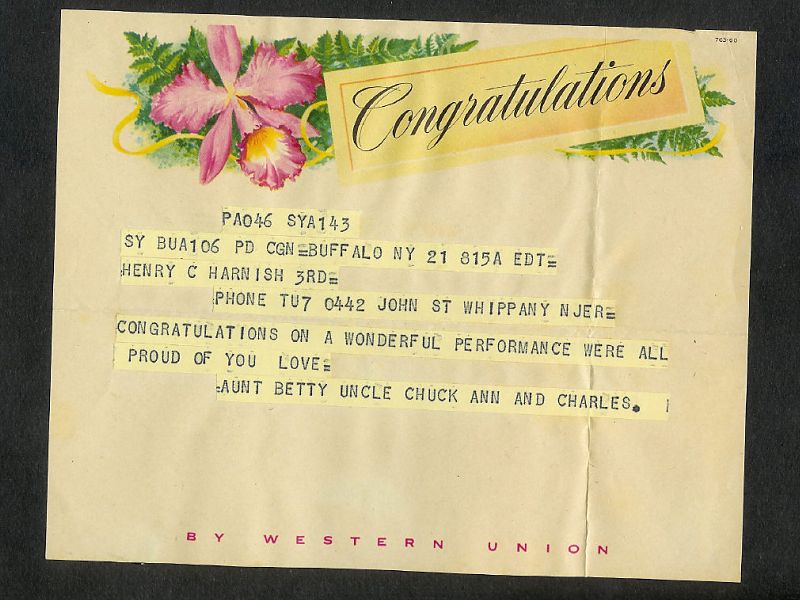 763-60
Congratulations
PA046 SYA143
SY BUA106 PD CGN=BUFFALO NY 21 815A EDT=
HENRY C HARNISH 3RD=
PHONE TU7 0442 JOHN ST WHIPPANY NJER=
CONGRATULATIONS ON A WONDERFUL PERFORMANCE WERE ALL
PROUD OF YOU LOVE=
AUNT BETTY UNCLE CHUCK ANN AND CHARLES.
BY WESTERN UNION